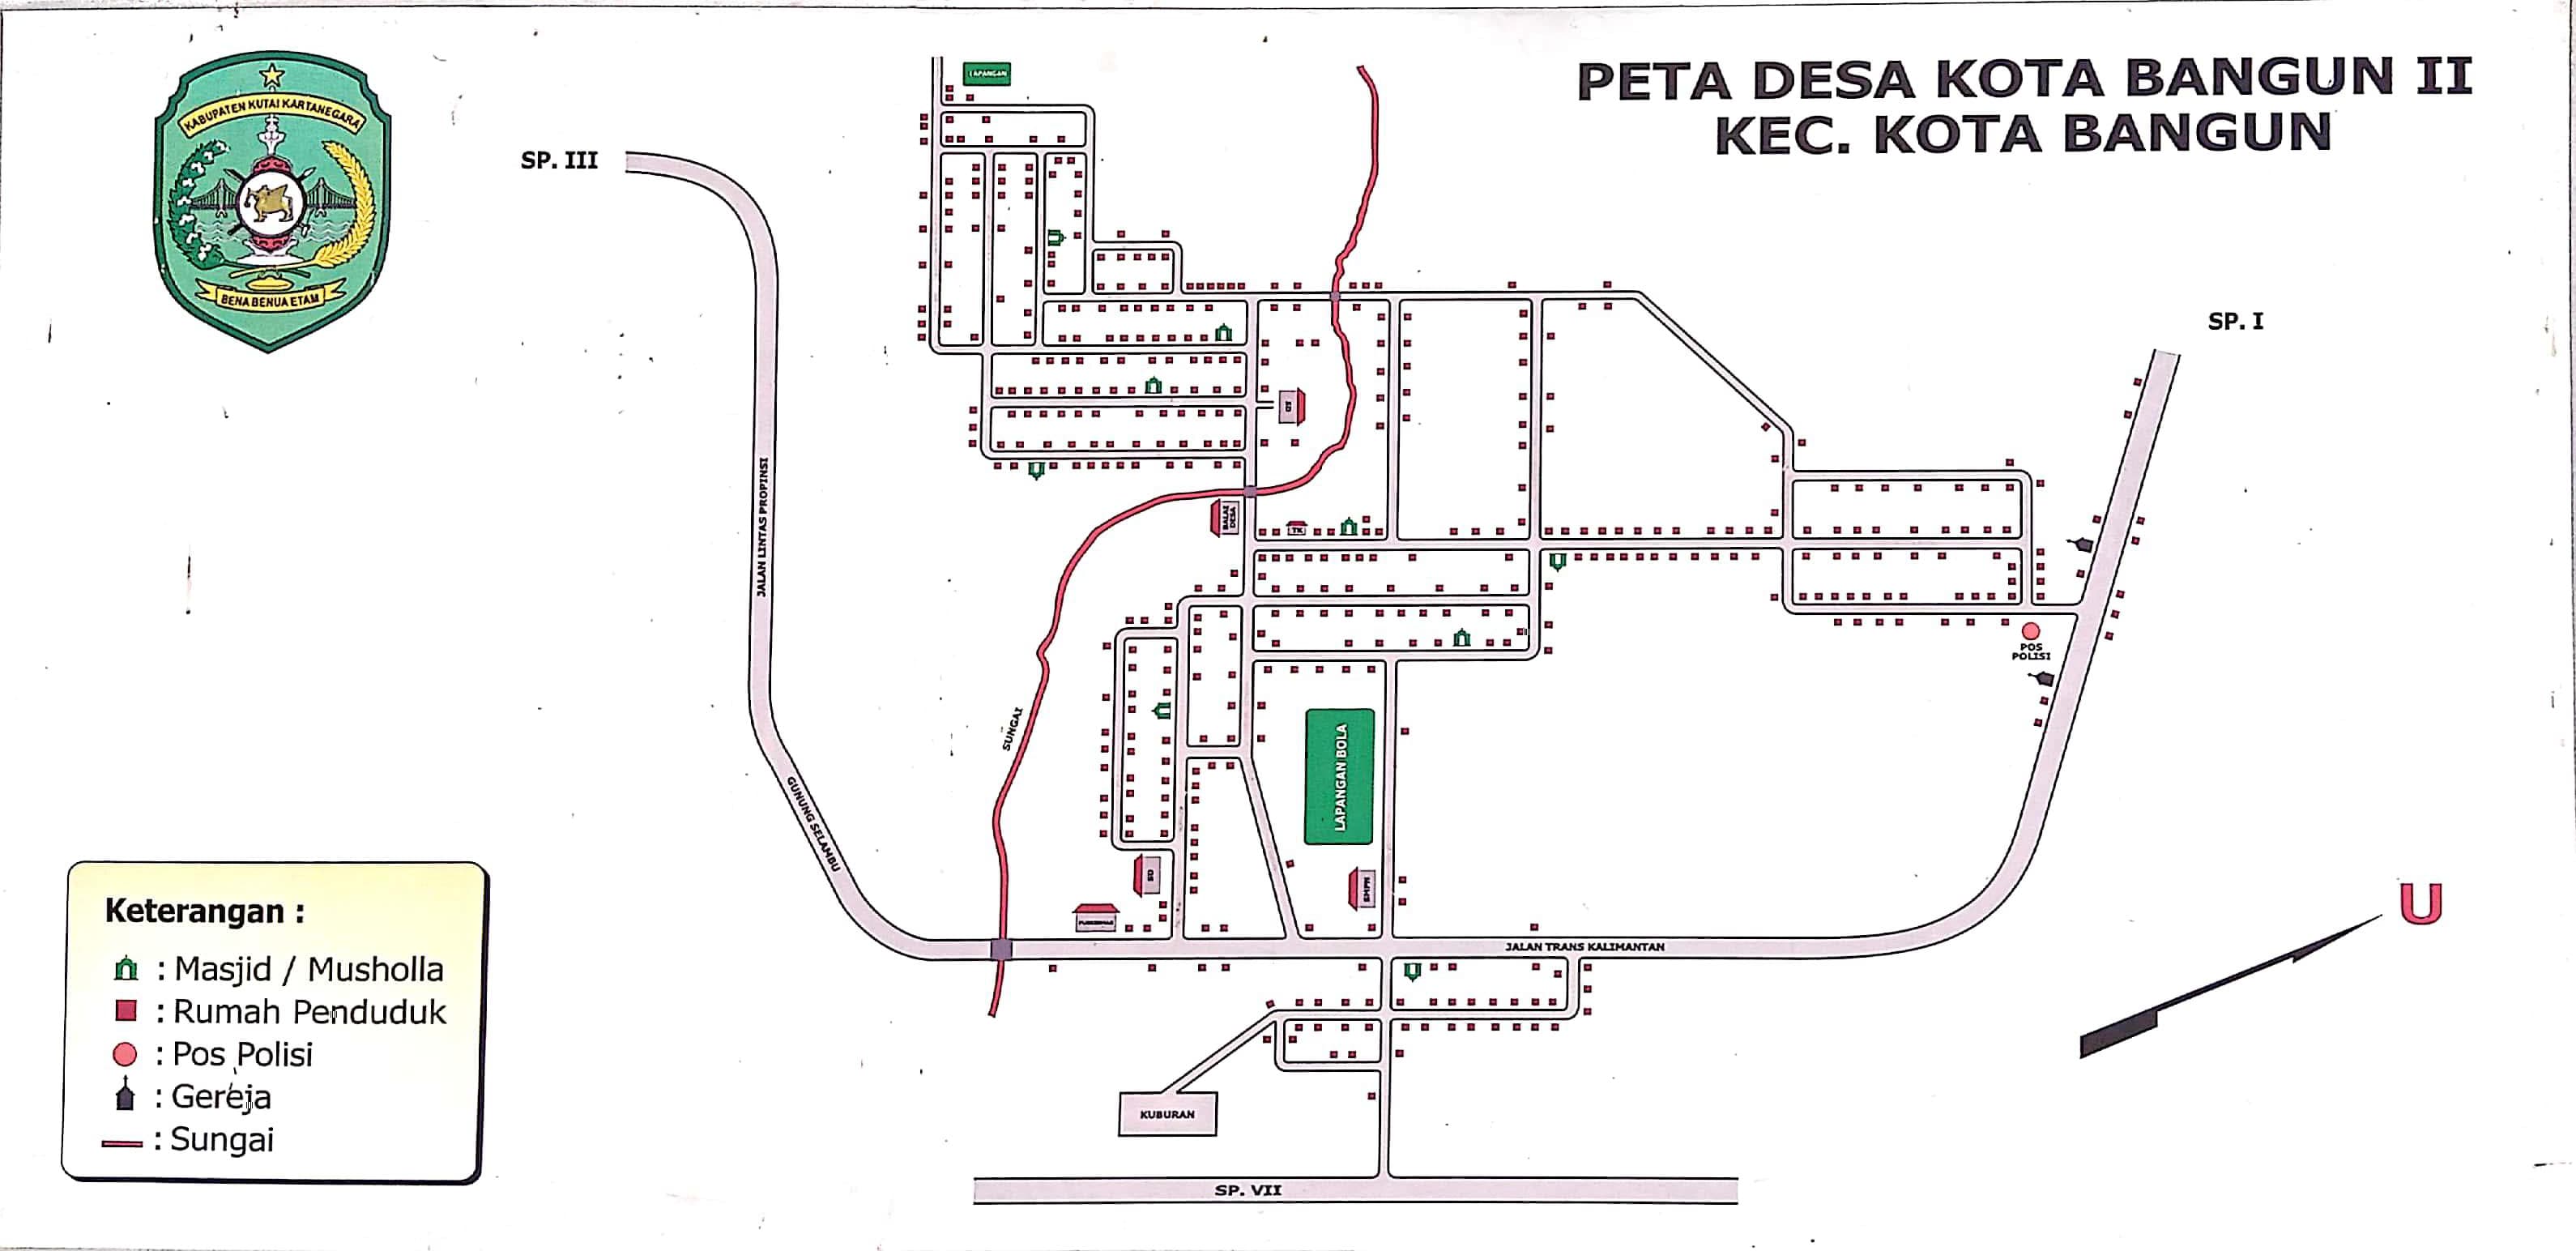 PETA DESA KOTA BANGUN II
KEC. KOTA BANGUN
KABUPATEN KUTAI KARTANEGARA
BENA BENUA ETAM
LAPANGAN
SP. III
SP. I
JALAN LINTAS PROPINSI
SD
BALAI
DESA
TK
POS
POLISI
SUNGAI
LAPANGAN BOLA
GUNUNG SELAMBU
SD
SMPN
PUSKESMAS
JALAN TRANS KALIMANTAN
U
KUBURAN
SP. VII
Keterangan :
: Masjid / Musholla
: Rumah Penduduk
: Pos Polisi
: Gereja
: Sungai